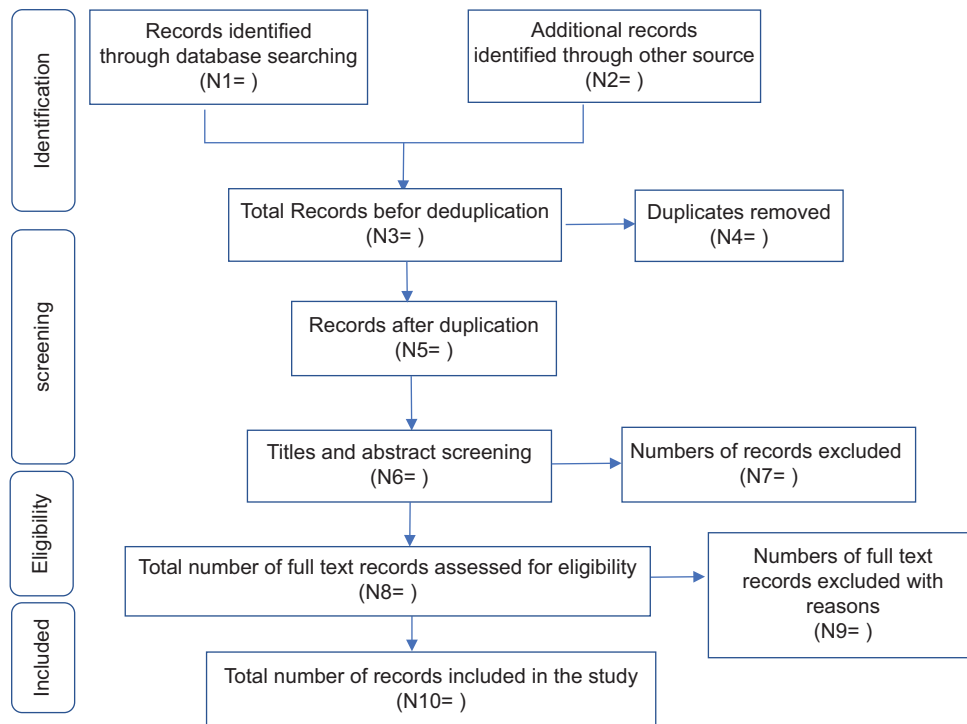 Identification
Records identified
through database searching
(N1= )
Additional records
identified through other source
(N2= )
Total Records befor deduplication
(N3= )
Duplicates removed
(N4= )
screening
Records after duplication
(N5= )
Titles and abstract screening
(N6= )
Numbers of records excluded
(N7= )
Eligibility
Total number of full text records assessed for eligibility
(N8= )
Numbers of full text
records excluded with
reasons
(N9= )
Included
Total number of records included in the study
(N10= )